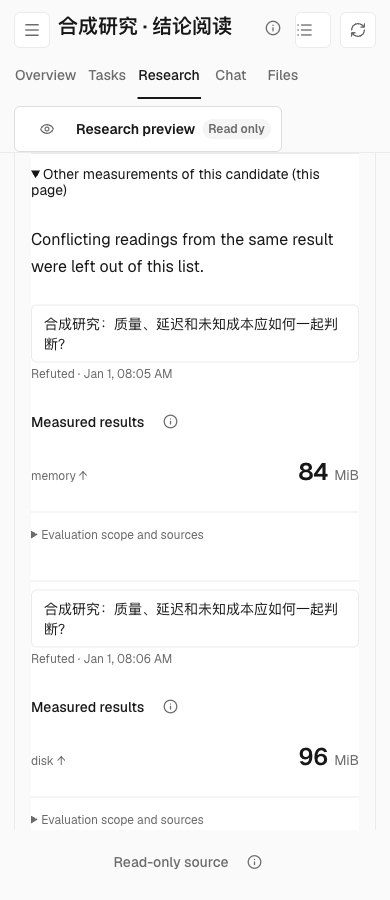 合成研究 · 结论阅读
Overview Tasks Research Chat Files
Research preview Read only
▼ Other measurements of this candidate (this
page)
Conflicting readings from the same result
were left out of this list.
合成研究：质量、延迟和未知成本应如何一起判
断？
Refuted · Jan 1, 08:05 AM
Measured results
memory ↑ 84 MiB
▶ Evaluation scope and sources
合成研究：质量、延迟和未知成本应如何一起判
断？
Refuted · Jan 1, 08:06 AM
Measured results
disk ↑ 96 MiB
▶ Evaluation scope and sources
Read-only source